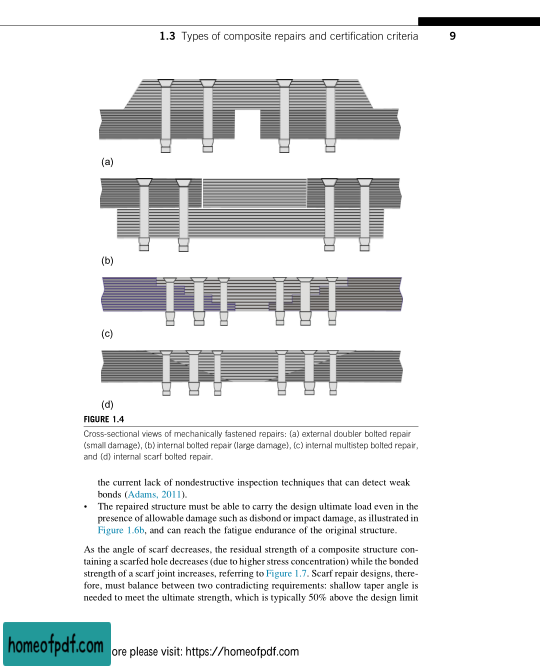 1.3 Types of composite repairs and certification criteria 9
(a)
(b)
(c)
(d)
FIGURE 1.4
Cross-sectional views of mechanically fastened repairs: (a) external doubler bolted repair
(small damage), (b) internal bolted repair (large damage), (c) internal multistep bolted repair,
and (d) internal scarf bolted repair.
the current lack of nondestructive inspection techniques that can detect weak
bonds (Adams, 2011).
• The repaired structure must be able to carry the design ultimate load even in the
presence of allowable damage such as disbond or impact damage, as illustrated in
Figure 1.6b, and can reach the fatigue endurance of the original structure.
As the angle of scarf decreases, the residual strength of a composite structure con-
taining a scarfed hole decreases (due to higher stress concentration) while the bonded
strength of a scarf joint increases, referring to Figure 1.7. Scarf repair designs, there-
fore, must balance between two contradicting requirements: shallow taper angle is
needed to meet the ultimate strength, which is typically 50% above the design limit
homeofpdf.com
ore please visit: https://homeofpdf.com